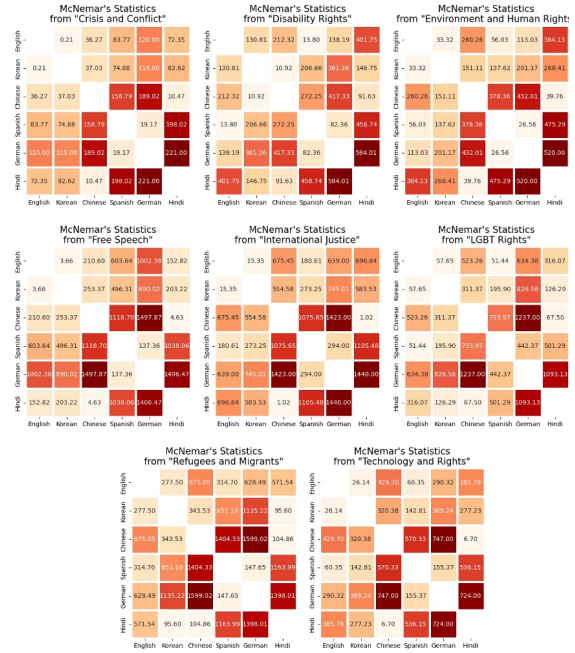 McNemar's Statistics
from "Crisis and Conflict"
English 0.21 36.27 83.77 120.00 72.35
Korean 0.21 37.03 74.88 115.00 82.62
Chinese 36.27 37.03 158.79 189.02 10.47
Spanish 83.77 74.88 158.79 19.17 198.02
German 120.00 115.00 189.02 19.17 221.00
Hindi 72.35 82.62 10.47 198.02 221.00
English Korean Chinese Spanish German Hindi
McNemar's Statistics
from "Disability Rights"
English 130.81 212.32 13.80 138.19 401.75
Korean 130.81 10.92 206.66 361.26 146.75
Chinese 212.32 10.92 272.25 417.33 91.63
Spanish 13.80 206.66 272.25 82.36 458.74
German 138.19 361.26 417.33 82.36 584.01
Hindi 401.75 146.75 91.63 458.74 584.01
English Korean Chinese Spanish German Hindi
McNemar's Statistics
from "Environment and Human Rights
English 33.32 260.26 56.03 113.03 384.13
Korean 33.32 151.11 137.62 201.17 268.41
Chinese 260.26 151.11 378.36 432.01 39.76
Spanish 56.03 137.62 378.36 26.56 475.29
German 113.03 201.17 432.01 26.56 520.00
Hindi 384.13 268.41 39.76 475.29 520.00
English Korean Chinese Spanish German Hindi
McNemar's Statistics
from "Free Speech"
English 3.66 210.60 603.64 1002.38 152.82
Korean 3.66 253.37 496.31 890.02 203.22
Chinese 210.60 253.37 1118.70 1497.87 4.63
Spanish 603.64 496.31 1118.70 137.36 1038.06
German 1002.38 890.02 1497.87 137.36 1406.47
Hindi 152.82 203.22 4.63 1038.06 1406.47
English Korean Chinese Spanish German Hindi
McNemar's Statistics
from "International Justice"
English 15.35 675.45 180.61 639.00 696.64
Korean 15.35 554.58 273.25 745.01 583.53
Chinese 675.45 554.58 1075.65 1423.00 1.02
Spanish 180.61 273.25 1075.65 294.00 1105.48
German 639.00 745.01 1423.00 294.00 1440.00
Hindi 696.64 583.53 1.02 1105.48 1440.00
English Korean Chinese Spanish German Hindi
McNemar's Statistics
from "LGBT Rights"
English 57.65 523.26 51.44 634.38 316.07
Korean 57.65 311.37 195.90 826.56 126.29
Chinese 523.26 311.37 733.97 1237.00 67.50
Spanish 51.44 195.90 733.97 442.37 501.29
German 634.38 826.56 1237.00 442.37 1093.13
Hindi 316.07 126.29 67.50 501.29 1093.13
English Korean Chinese Spanish German Hindi
McNemar's Statistics
from "Refugees and Migrants"
English 277.50 875.05 314.70 628.49 571.54
Korean 277.50 343.53 851.16 1135.22 95.60
Chinese 875.05 343.53 1404.33 1599.02 104.86
Spanish 314.70 851.16 1404.33 147.65 1163.99
German 628.49 1135.22 1599.02 147.65 1398.01
Hindi 571.54 95.60 104.86 1163.99 1398.01
English Korean Chinese Spanish German Hindi
McNemar's Statistics
from "Technology and Rights"
English 26.14 429.70 60.35 290.32 385.79
Korean 26.14 320.38 142.81 389.24 277.23
Chinese 429.70 320.38 570.33 747.00 6.70
Spanish 60.35 142.81 570.33 155.37 536.15
German 290.32 389.24 747.00 155.37 724.00
Hindi 385.79 277.23 6.70 536.15 724.00
English Korean Chinese Spanish German Hindi